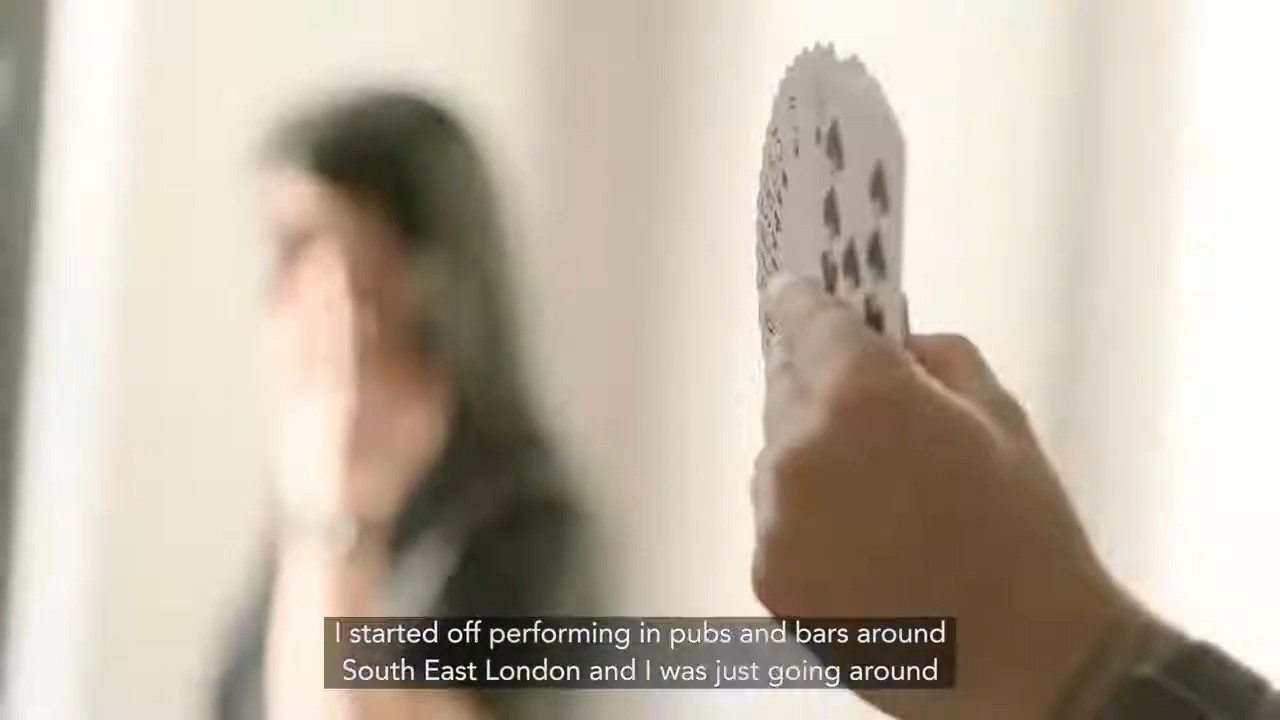 I started off performing in pubs and bars around
South East London and I was just going around